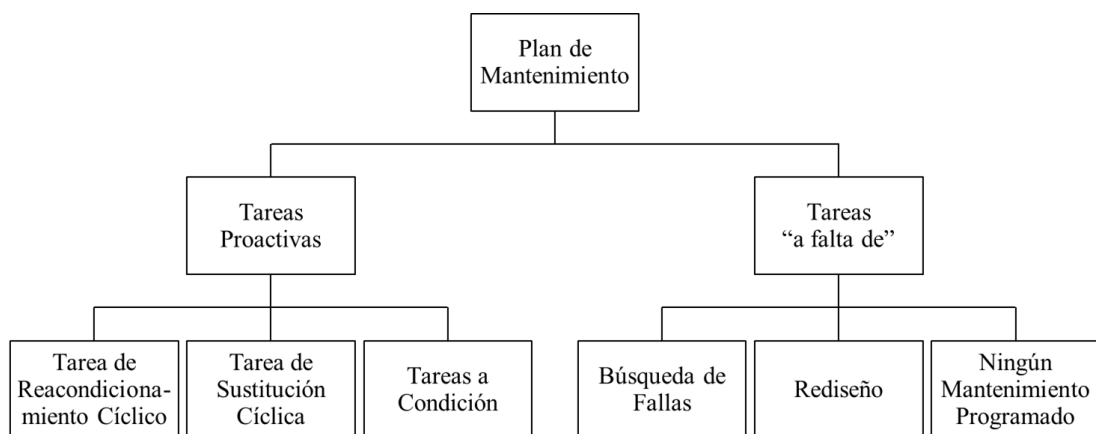 Plan de
Mantenimiento
Tareas
Proactivas
Tareas
“a falta de”
Tarea de
Reacondiciona-
miento Cíclico
Tarea de
Sustitución
Cíclica
Tareas a
Condición
Búsqueda de
Fallas
Rediseño
Ningún
Mantenimiento
Programado